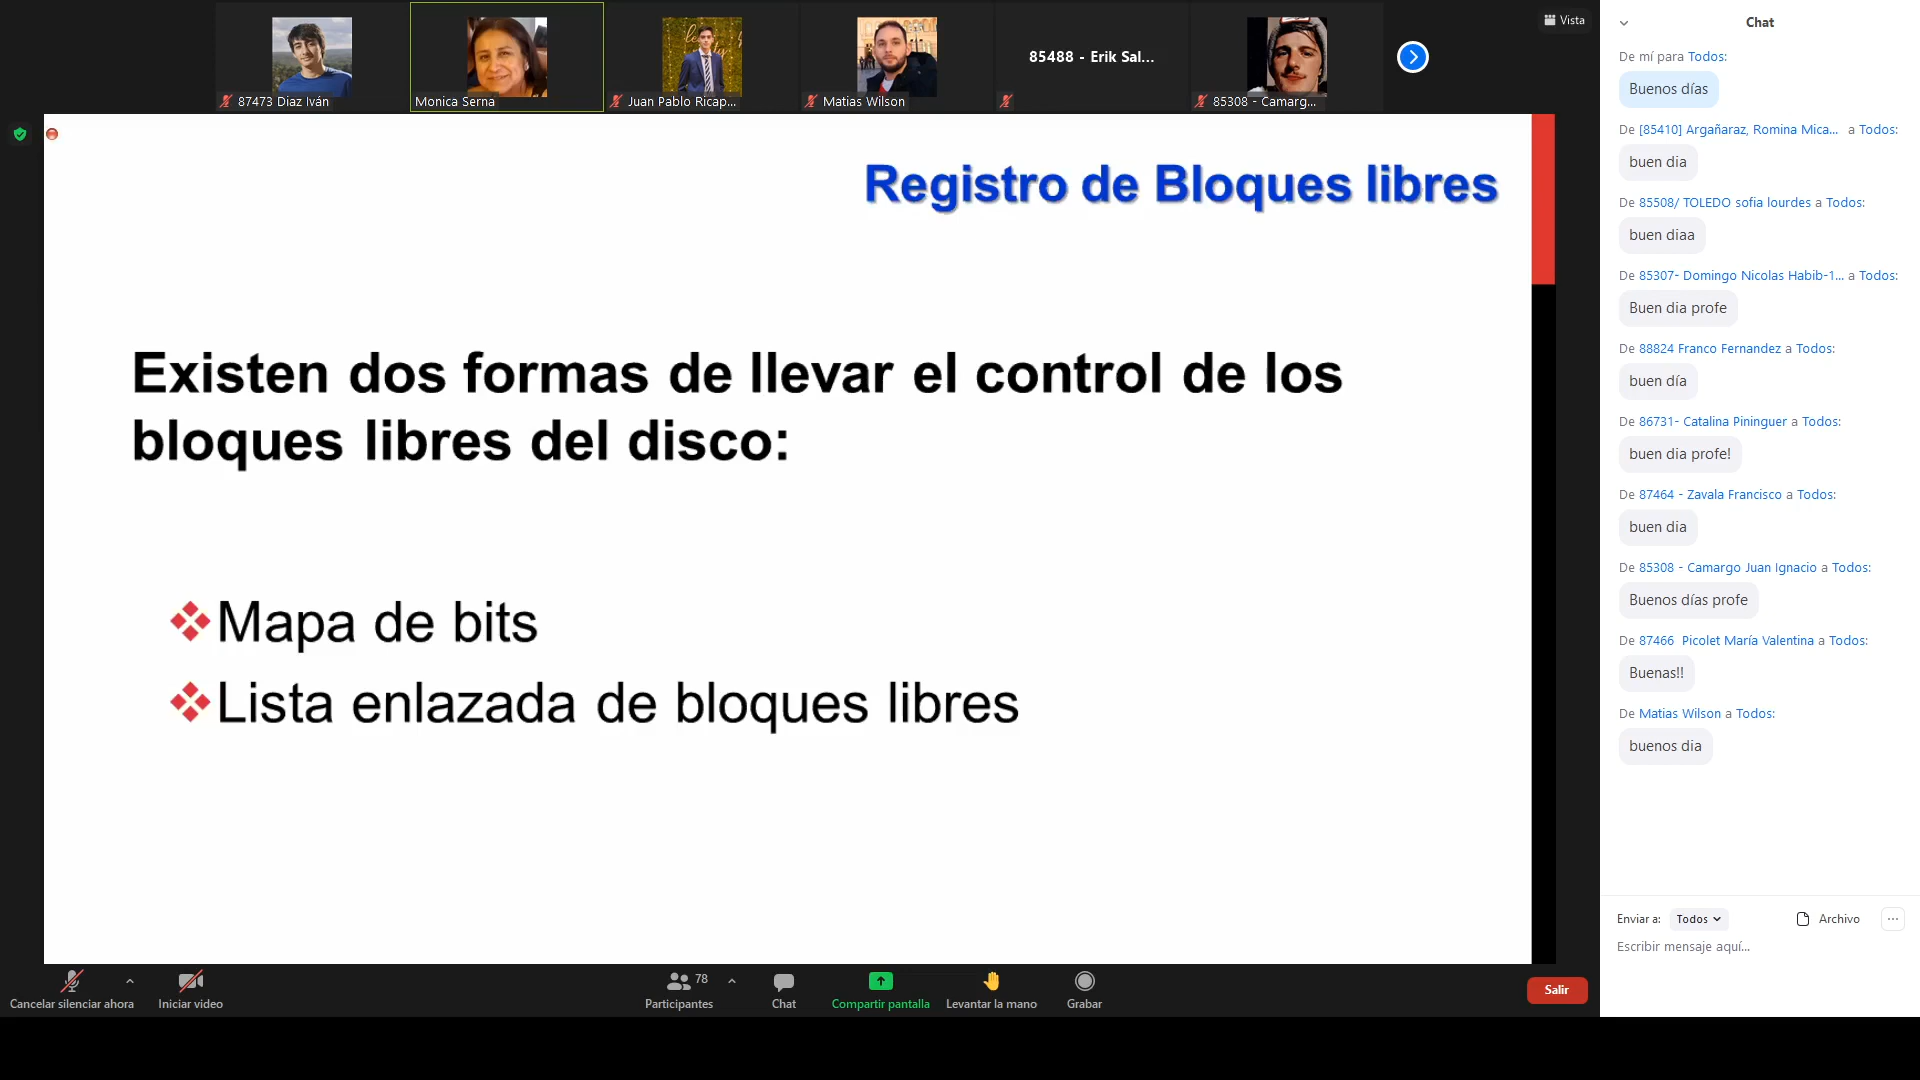 87473 Diaz Iván
Monica Serna
Juan Pablo Ricap...
Matias Wilson
85488 - Erik Sal...
85308 - Camarg...
Vista
Registro de Bloques libres
Existen dos formas de llevar el control de los
bloques libres del disco:
Mapa de bits
Lista enlazada de bloques libres
Chat
De mí para Todos:
Buenos días
De [85410] Argañaraz, Romina Mica... a Todos:
buen dia
De 85508/ TOLEDO sofia lourdes a Todos:
buen diaa
De 85307- Domingo Nicolas Habib-1... a Todos:
Buen dia profe
De 88824 Franco Fernandez a Todos:
buen día
De 86731- Catalina Pininguer a Todos:
buen dia profe!
De 87464 - Zavala Francisco a Todos:
buen dia
De 85308 - Camargo Juan Ignacio a Todos:
Buenos días profe
De 87466 Picolet María Valentina a Todos:
Buenas!!
De Matias Wilson a Todos:
buenos dia
Enviar a: Todos
Archivo
Escribir mensaje aquí...
Cancelar silenciar ahora
Iniciar video
78
Participantes
Chat
Compartir pantalla
Levantar la mano
Grabar
Salir